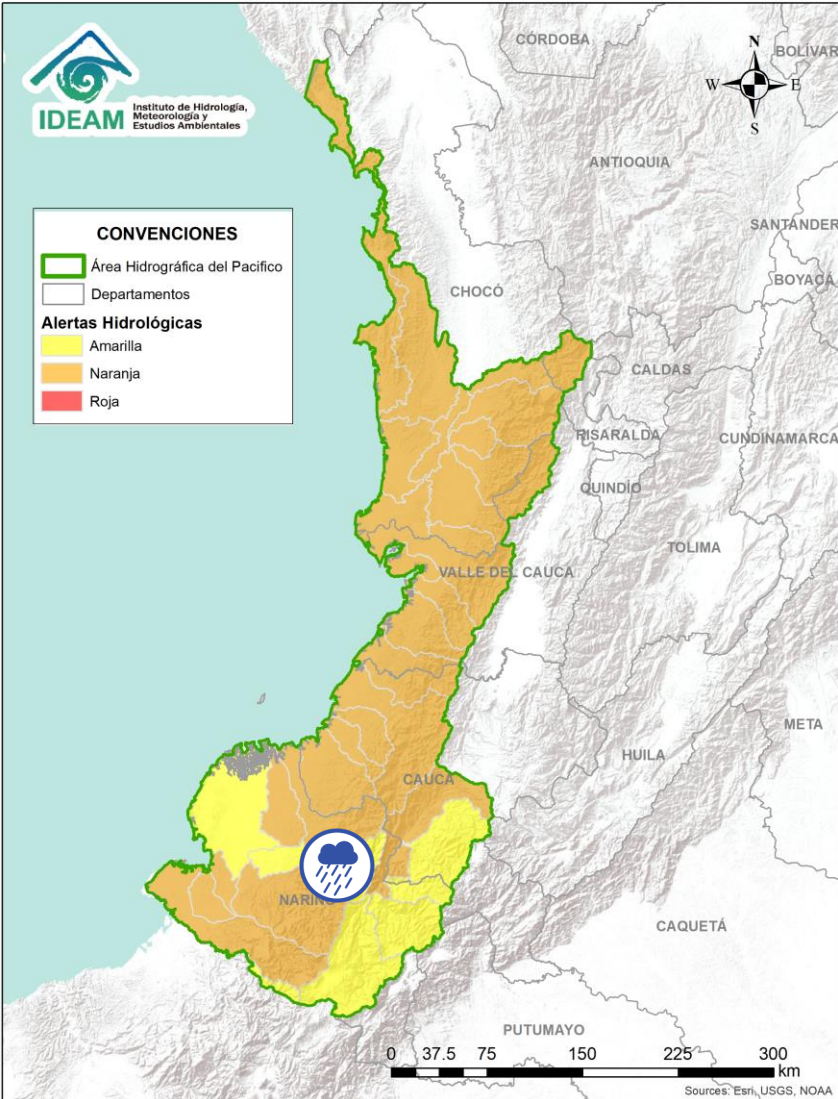 IDEAM
Instituto de Hidrología,
Meteorología y
Estudios Ambientales
CÓRDOBA
BOLÍVAR
N
W
E
S
ANTIOQUIA
SANTANDER
CONVENCIONES
Área Hidrográfica del Pacifico
Departamentos
Alertas Hidrológicas
Amarilla
Naranja
Roja
BOYACÁ
CHOCÓ
CALDAS
RISARALDA
CUNDINAMARCA
QUINDÍO
TOLIMA
VALLE DEL CAUCA
META
HUILA
CAUCA
NARIÑO
CAQUETÁ
PUTUMAYO
0 37.5 75 150 225 300
km
Sources: Esri, USGS, NOAA